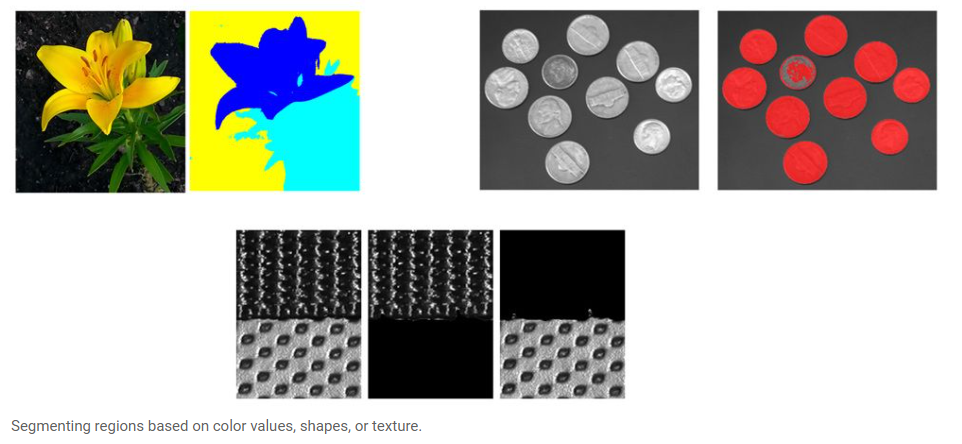 Segmenting regions based on color values, shapes, or texture.